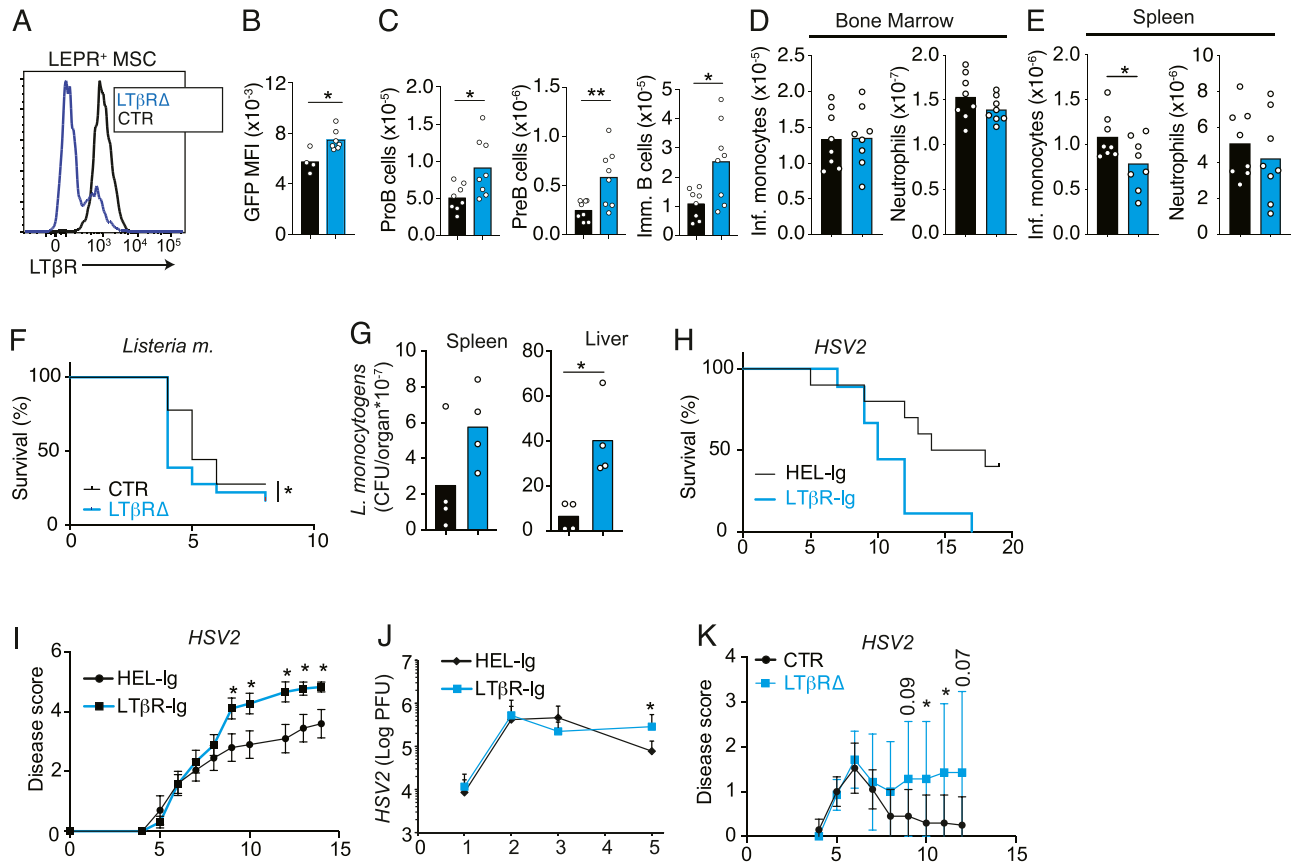 A
LEPR⁺ MSC
LTβRΔ
CTR
0 10³ 10⁴ 10⁵
LTβR
B
GFP MFI (x10⁻³)
12
9
6
3
0
*
C
ProB cells (x10⁻⁵)
2.0
1.5
1.0
0.5
0.0
*
PreB cells (x10⁻⁶)
1.5
1.0
0.5
0.0
**
Imm. B cells (x10⁻⁵)
5
4
3
2
1
0
*
D
Bone Marrow
Inf. monocytes (x10⁻⁵)
2.5
2.0
1.5
1.0
0.5
0.0
Neutrophils (x10⁻⁷)
2.0
1.5
1.0
0.5
0.0
E
Spleen
Inf. monocytes (x10⁻⁶)
2.0
1.5
1.0
0.5
0.0
*
Neutrophils (x10⁻⁶)
10
8
6
4
2
0
F
Listeria m.
Survival (%)
100
50
0
CTR
LTβRΔ
*
0 5 10
G
L. monocytogens
(CFU/organ*10⁻⁷)
Spleen
10
8
6
4
2
0
Liver
80
60
40
20
0
*
H
HSV2
Survival (%)
100
50
0
HEL-Ig
LTβR-Ig
0 5 10 15 20
I
HSV2
Disease score
6
4
2
0
HEL-Ig
LTβR-Ig
* * * * *
0 5 10 15
J
HSV2 (Log PFU)
7
6
5
4
3
HEL-Ig
LTβR-Ig
*
1 2 3 4 5
K
HSV2
Disease score
4
3
2
1
0
CTR
LTβRΔ
0.09 * * 0.07
0 5 10 15